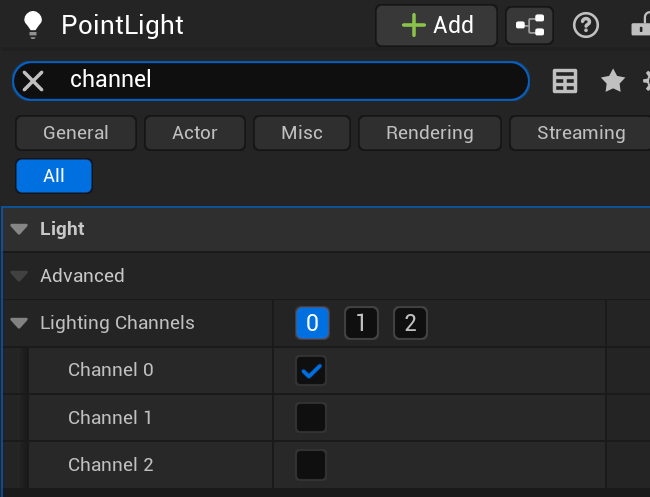 PointLight Add
channel
General Actor Misc Rendering Streaming
All
Light
Advanced
Lighting Channels 0 1 2
Channel 0
Channel 1
Channel 2